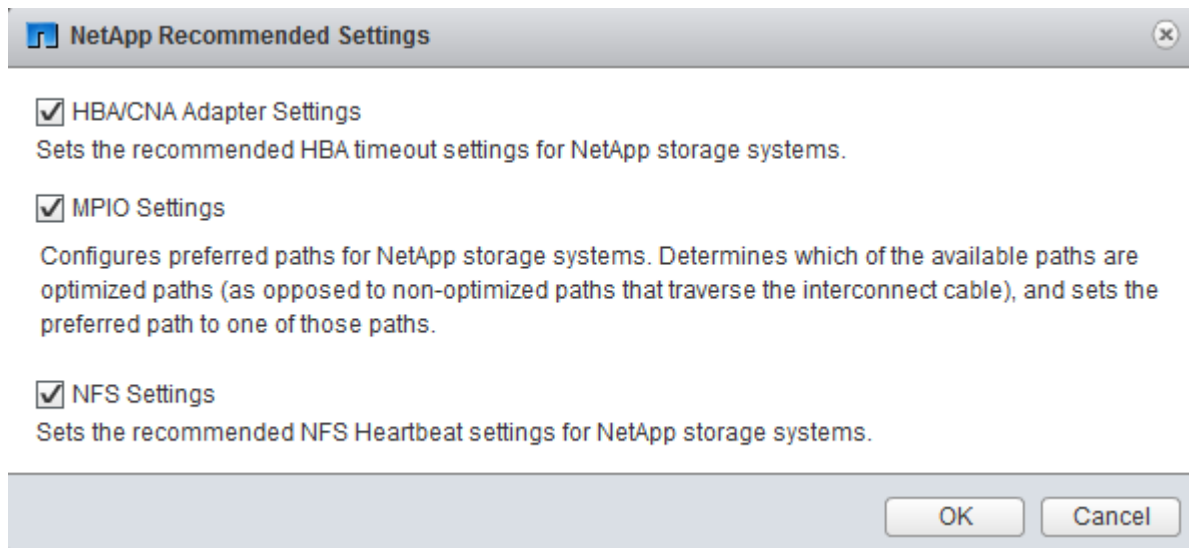 NetApp Recommended Settings
HBA/CNA Adapter Settings
Sets the recommended HBA timeout settings for NetApp storage systems.
MPIO Settings
Configures preferred paths for NetApp storage systems. Determines which of the available paths are
optimized paths (as opposed to non-optimized paths that traverse the interconnect cable), and sets the
preferred path to one of those paths.
NFS Settings
Sets the recommended NFS Heartbeat settings for NetApp storage systems.
OK
Cancel